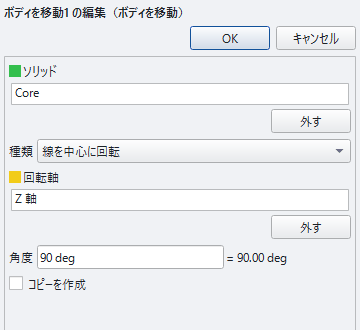 ボディを移動1 の編集（ボディを移動）
OK キャンセル
ソリッド
Core
外す
種類 線を中心に回転
回転軸
Z 軸
外す
角度 90 deg = 90.00 deg
コピーを作成